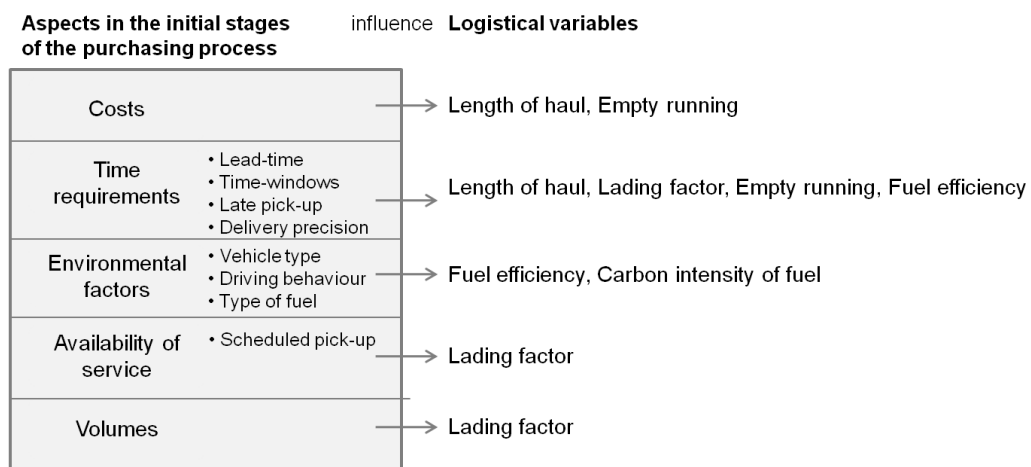 Aspects in the initial stages influence Logistical variables
of the purchasing process
Costs
Length of haul, Empty running
Time
requirements
• Lead-time
• Time-windows
• Late pick-up
• Delivery precision
Length of haul, Lading factor, Empty running, Fuel efficiency
Environmental
factors
• Vehicle type
• Driving behaviour
• Type of fuel
Fuel efficiency, Carbon intensity of fuel
Availability of
service
• Scheduled pick-up
Lading factor
Volumes
Lading factor